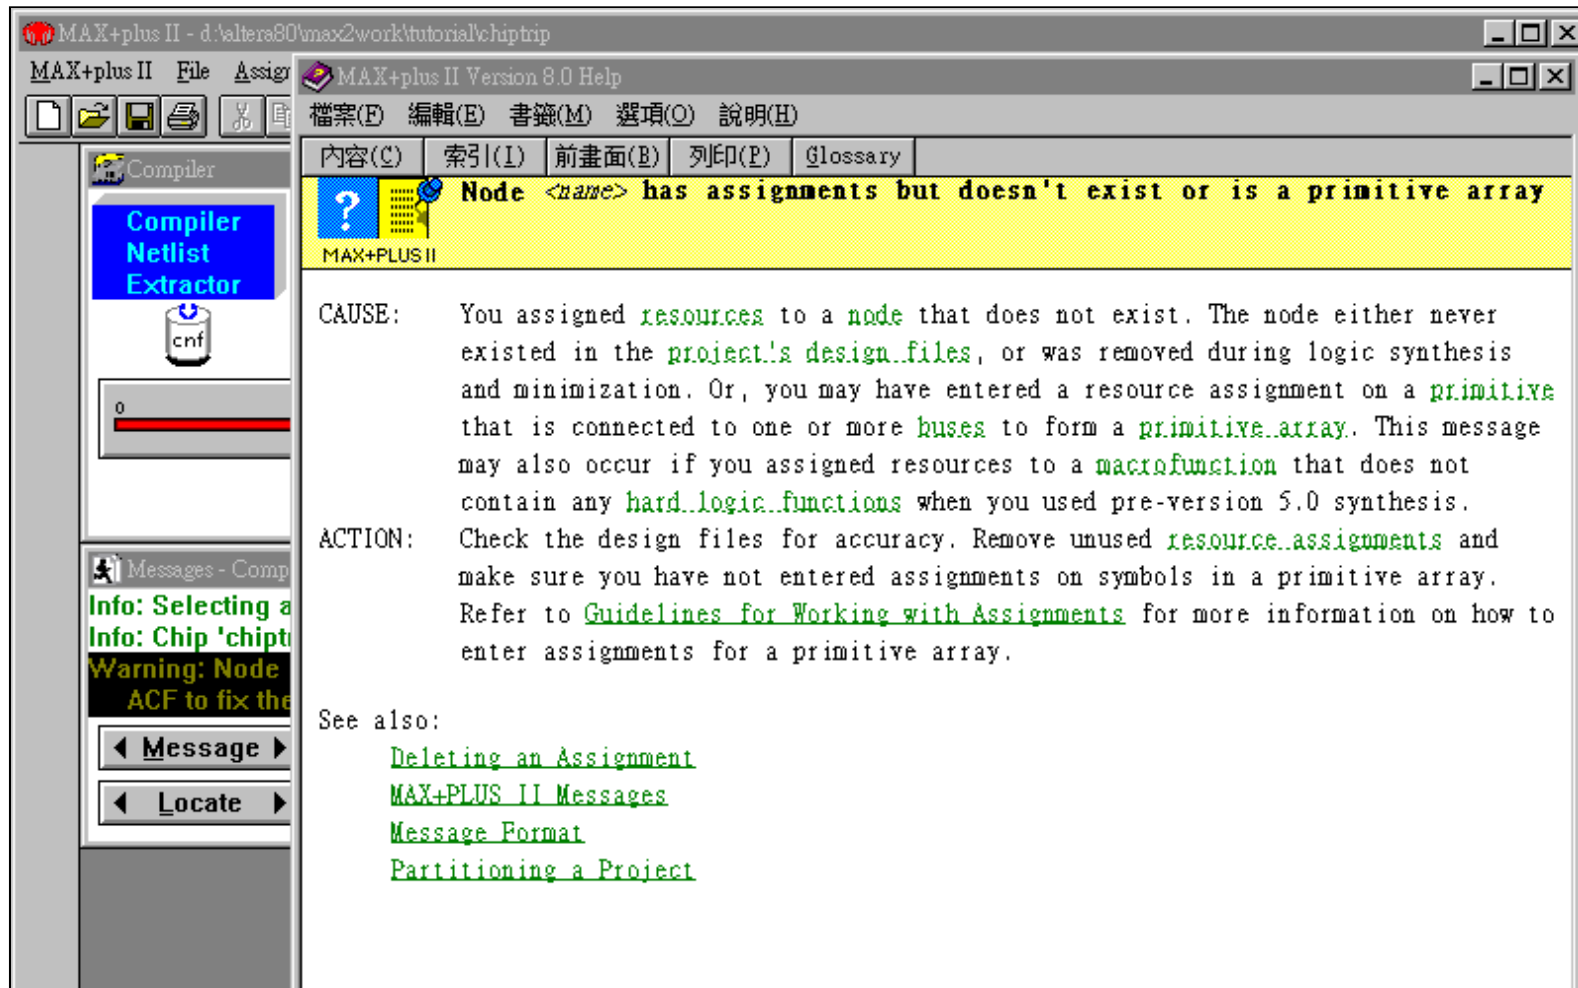 MAX+plus II - d:\altera80\max2work\tutorial\chiptrip
MAX+plus II File Assign
MAX+plus II Version 8.0 Help
檔案(F) 編輯(E) 書籤(M) 選項(O) 說明(H)
內容(C) 索引(I) 前畫面(B) 列印(P) Glossary
Compiler
Compiler
Netlist
Extractor
cnf
0
MAX+PLUS II
Node <name> has assignments but doesn't exist or is a primitive array
CAUSE: You assigned resources to a node that does not exist. The node either never
existed in the project's design files, or was removed during logic synthesis
and minimization. Or, you may have entered a resource assignment on a primitive
that is connected to one or more buses to form a primitive array. This message
may also occur if you assigned resources to a macrofunction that does not
contain any hard logic functions when you used pre-version 5.0 synthesis.
ACTION: Check the design files for accuracy. Remove unused resource assignments and
make sure you have not entered assignments on symbols in a primitive array.
Refer to Guidelines for Working with Assignments for more information on how to
enter assignments for a primitive array.
See also:
Deleting an Assignment
MAX+PLUS II Messages
Message Format
Partitioning a Project
Messages - Comp
Info: Selecting a
Info: Chip 'chipt
Warning: Node
ACF to fix the
Message
Locate